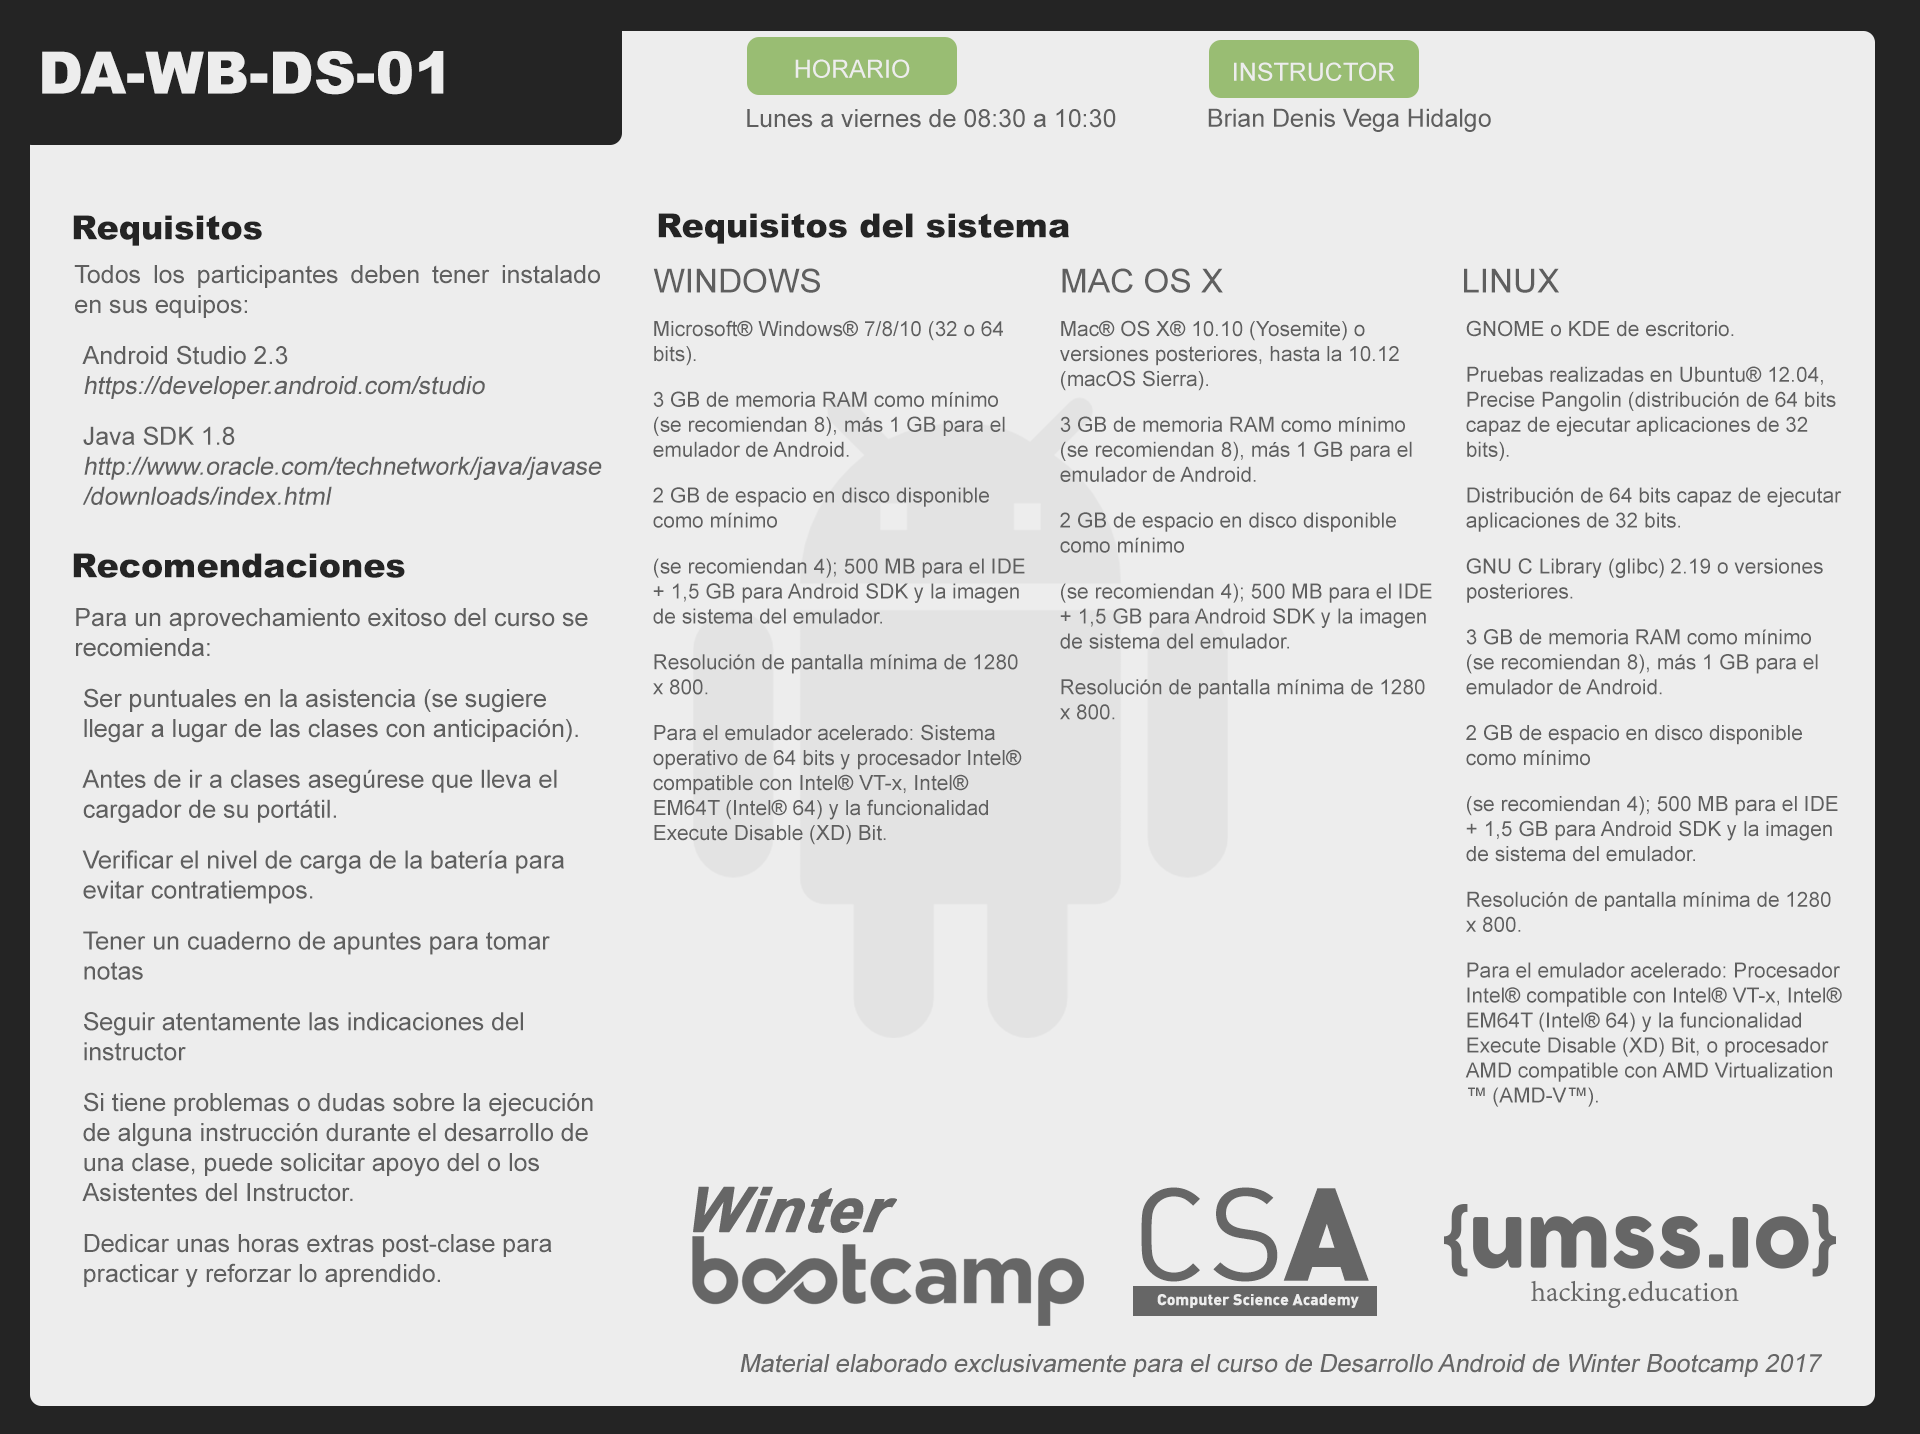 DA-WB-DS-01
HORARIO
Lunes a viernes de 08:30 a 10:30
INSTRUCTOR
Brian Denis Vega Hidalgo
Requisitos
Todos los participantes deben tener instalado
en sus equipos:
Android Studio 2.3
https://developer.android.com/studio
Java SDK 1.8
http://www.oracle.com/technetwork/java/javase
/downloads/index.html
Recomendaciones
Para un aprovechamiento exitoso del curso se
recomienda:
Ser puntuales en la asistencia (se sugiere
llegar a lugar de las clases con anticipación).
Antes de ir a clases asegúrese que lleva el
cargador de su portátil.
Verificar el nivel de carga de la batería para
evitar contratiempos.
Tener un cuaderno de apuntes para tomar
notas
Seguir atentamente las indicaciones del
instructor
Si tiene problemas o dudas sobre la ejecución
de alguna instrucción durante el desarrollo de
una clase, puede solicitar apoyo del o los
Asistentes del Instructor.
Dedicar unas horas extras post-clase para
practicar y reforzar lo aprendido.
Requisitos del sistema
WINDOWS
Microsoft® Windows® 7/8/10 (32 o 64
bits).
3 GB de memoria RAM como mínimo
(se recomiendan 8), más 1 GB para el
emulador de Android.
2 GB de espacio en disco disponible
como mínimo
(se recomiendan 4); 500 MB para el IDE
+ 1,5 GB para Android SDK y la imagen
de sistema del emulador.
Resolución de pantalla mínima de 1280
x 800.
Para el emulador acelerado: Sistema
operativo de 64 bits y procesador Intel®
compatible con Intel® VT-x, Intel®
EM64T (Intel® 64) y la funcionalidad
Execute Disable (XD) Bit.
MAC OS X
Mac® OS X® 10.10 (Yosemite) o
versiones posteriores, hasta la 10.12
(macOS Sierra).
3 GB de memoria RAM como mínimo
(se recomiendan 8), más 1 GB para el
emulador de Android.
2 GB de espacio en disco disponible
como mínimo
(se recomiendan 4); 500 MB para el IDE
+ 1,5 GB para Android SDK y la imagen
de sistema del emulador.
Resolución de pantalla mínima de 1280
x 800.
LINUX
GNOME o KDE de escritorio.
Pruebas realizadas en Ubuntu® 12.04,
Precise Pangolin (distribución de 64 bits
capaz de ejecutar aplicaciones de 32
bits).
Distribución de 64 bits capaz de ejecutar
aplicaciones de 32 bits.
GNU C Library (glibc) 2.19 o versiones
posteriores.
3 GB de memoria RAM como mínimo
(se recomiendan 8), más 1 GB para el
emulador de Android.
2 GB de espacio en disco disponible
como mínimo
(se recomiendan 4); 500 MB para el IDE
+ 1,5 GB para Android SDK y la imagen
de sistema del emulador.
Resolución de pantalla mínima de 1280
x 800.
Para el emulador acelerado: Procesador
Intel® compatible con Intel® VT-x, Intel®
EM64T (Intel® 64) y la funcionalidad
Execute Disable (XD) Bit, o procesador
AMD compatible con AMD Virtualization
™ (AMD-V™).
Winter
bootcamp
CSA
Computer Science Academy
{umss.io}
hacking.education
Material elaborado exclusivamente para el curso de Desarrollo Android de Winter Bootcamp 2017